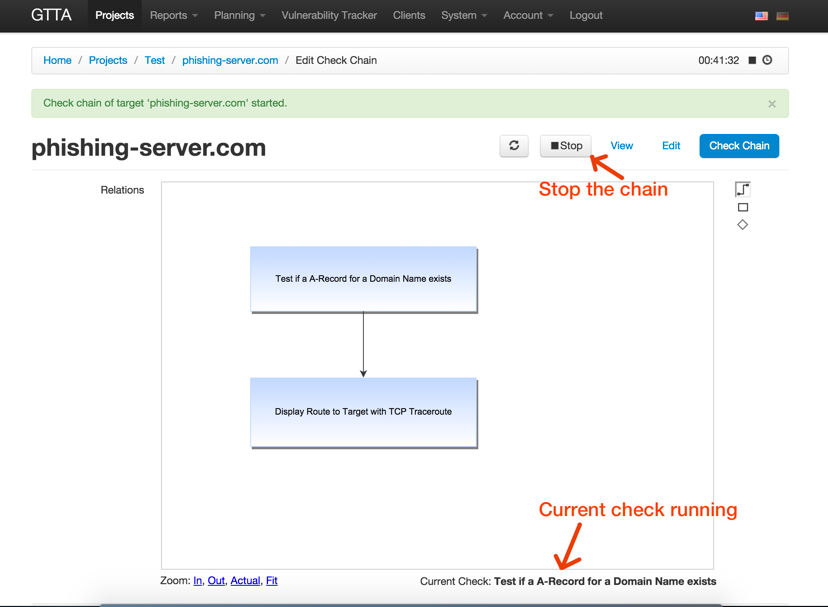 GTTA Projects Reports Planning Vulnerability Tracker Clients System Account Logout
Home / Projects / Test / phishing-server.com / Edit Check Chain 00:41:32
Check chain of target 'phishing-server.com' started. ×
phishing-server.com Stop View Edit Check Chain
Stop the chain
Relations
Test if a A-Record for a Domain Name exists
Display Route to Target with TCP Traceroute
Current check running
Zoom: In, Out, Actual, Fit Current Check: Test if a A-Record for a Domain Name exists